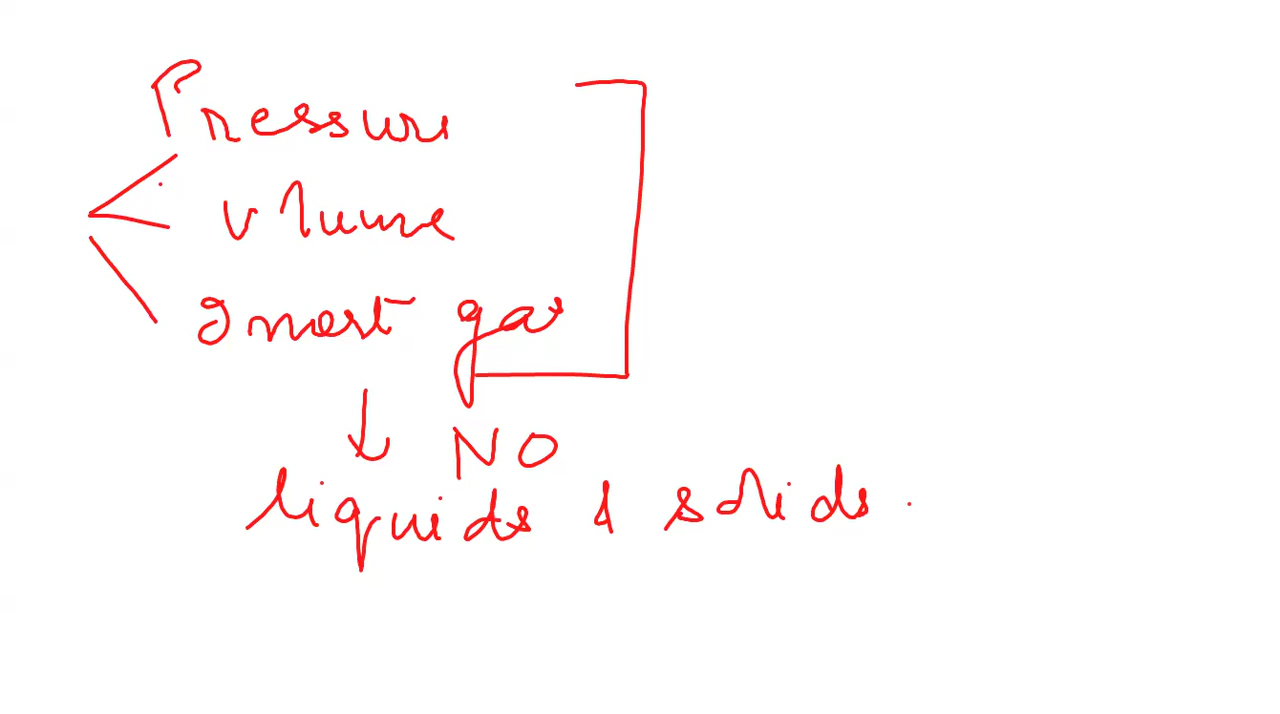 Pressure
Volume
Inert gas
↓ NO
liquids & solids.